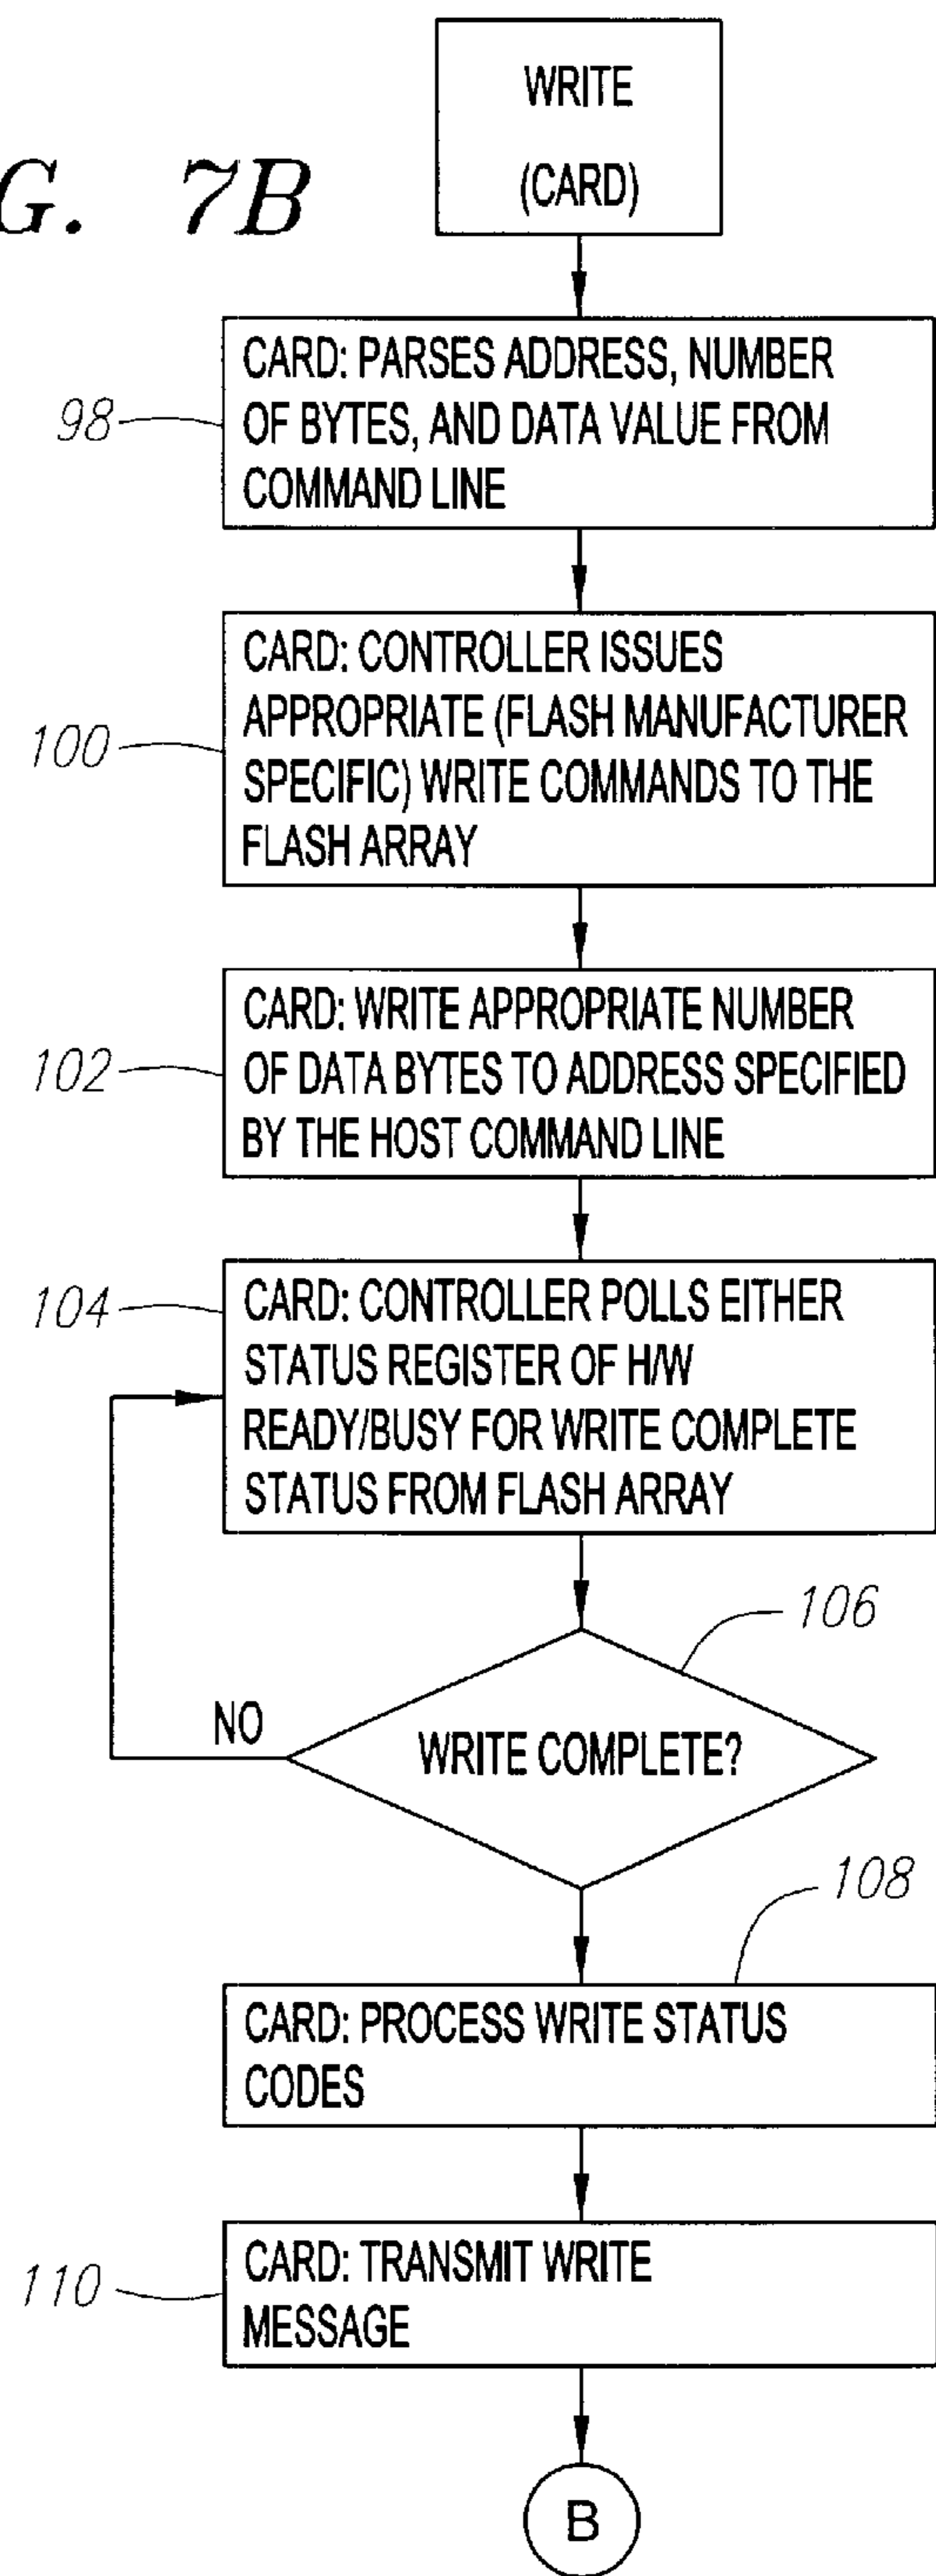 G. 7B
WRITE
(CARD)
98
CARD: PARSES ADDRESS, NUMBER
OF BYTES, AND DATA VALUE FROM
COMMAND LINE
100
CARD: CONTROLLER ISSUES
APPROPRIATE (FLASH MANUFACTURER
SPECIFIC) WRITE COMMANDS TO THE
FLASH ARRAY
102
CARD: WRITE APPROPRIATE NUMBER
OF DATA BYTES TO ADDRESS SPECIFIED
BY THE HOST COMMAND LINE
104
CARD: CONTROLLER POLLS EITHER
STATUS REGISTER OF H/W
READY/BUSY FOR WRITE COMPLETE
STATUS FROM FLASH ARRAY
106
NO
WRITE COMPLETE?
108
CARD: PROCESS WRITE STATUS
CODES
110
CARD: TRANSMIT WRITE
MESSAGE
B